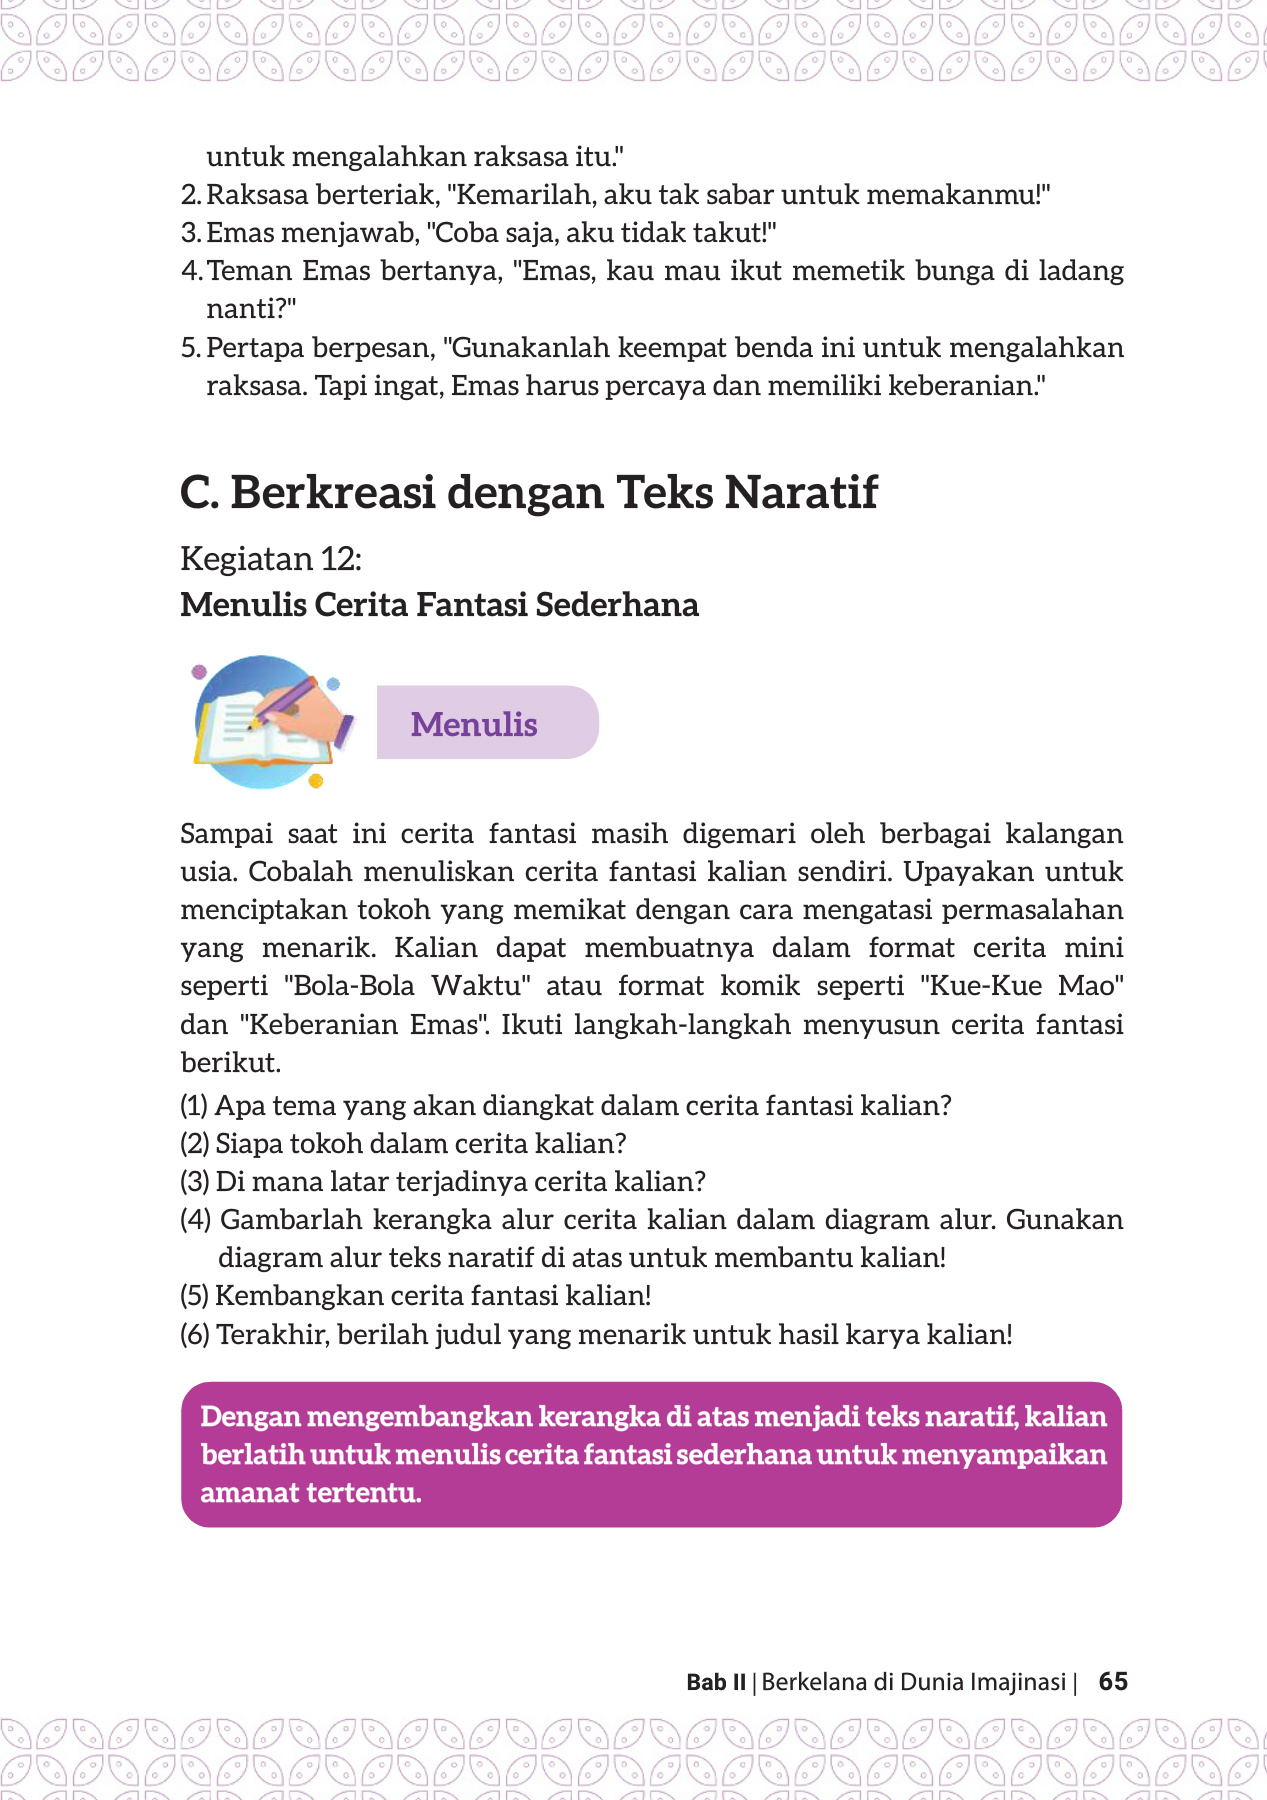 untuk mengalahkan raksasa itu."
2. Raksasa berteriak, "Kemarilah, aku tak sabar untuk memakanmu!"
3. Emas menjawab, "Coba saja, aku tidak takut!"
4. Teman Emas bertanya, "Emas, kau mau ikut memetik bunga di ladang
nanti?"
5. Pertapa berpesan, "Gunakanlah keempat benda ini untuk mengalahkan
raksasa. Tapi ingat, Emas harus percaya dan memiliki keberanian."
C. Berkreasi dengan Teks Naratif
Kegiatan 12:
Menulis Cerita Fantasi Sederhana
Menulis
Sampai saat ini cerita fantasi masih digemari oleh berbagai kalangan
usia. Cobalah menuliskan cerita fantasi kalian sendiri. Upayakan untuk
menciptakan tokoh yang memikat dengan cara mengatasi permasalahan
yang menarik. Kalian dapat membuatnya dalam format cerita mini
seperti "Bola-Bola Waktu" atau format komik seperti "Kue-Kue Mao"
dan "Keberanian Emas". Ikuti langkah-langkah menyusun cerita fantasi
berikut.
(1) Apa tema yang akan diangkat dalam cerita fantasi kalian?
(2) Siapa tokoh dalam cerita kalian?
(3) Di mana latar terjadinya cerita kalian?
(4) Gambarlah kerangka alur cerita kalian dalam diagram alur. Gunakan
diagram alur teks naratif di atas untuk membantu kalian!
(5) Kembangkan cerita fantasi kalian!
(6) Terakhir, berilah judul yang menarik untuk hasil karya kalian!
Dengan mengembangkan kerangka di atas menjadi teks naratif, kalian
berlatih untuk menulis cerita fantasi sederhana untuk menyampaikan
amanat tertentu.
Bab II | Berkelana di Dunia Imajinasi | 65